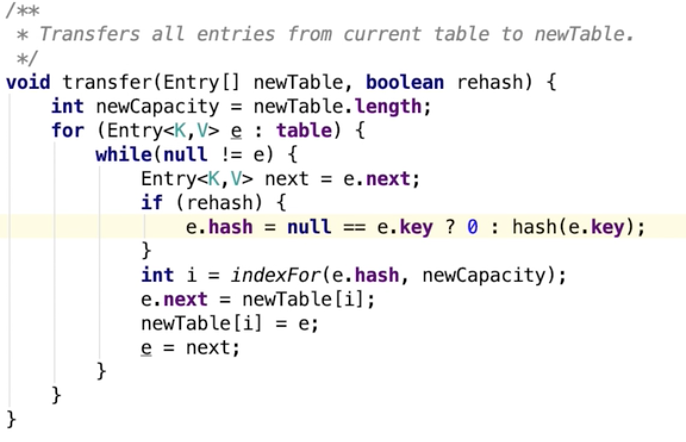 /**
 * Transfers all entries from current table to newTable.
 */
void transfer(Entry[] newTable, boolean rehash) {
    int newCapacity = newTable.length;
    for (Entry<K,V> e : table) {
        while(null != e) {
            Entry<K,V> next = e.next;
            if (rehash) {
                e.hash = null == e.key ? 0 : hash(e.key);
            }
            int i = indexFor(e.hash, newCapacity);
            e.next = newTable[i];
            newTable[i] = e;
            e = next;
        }
    }
}